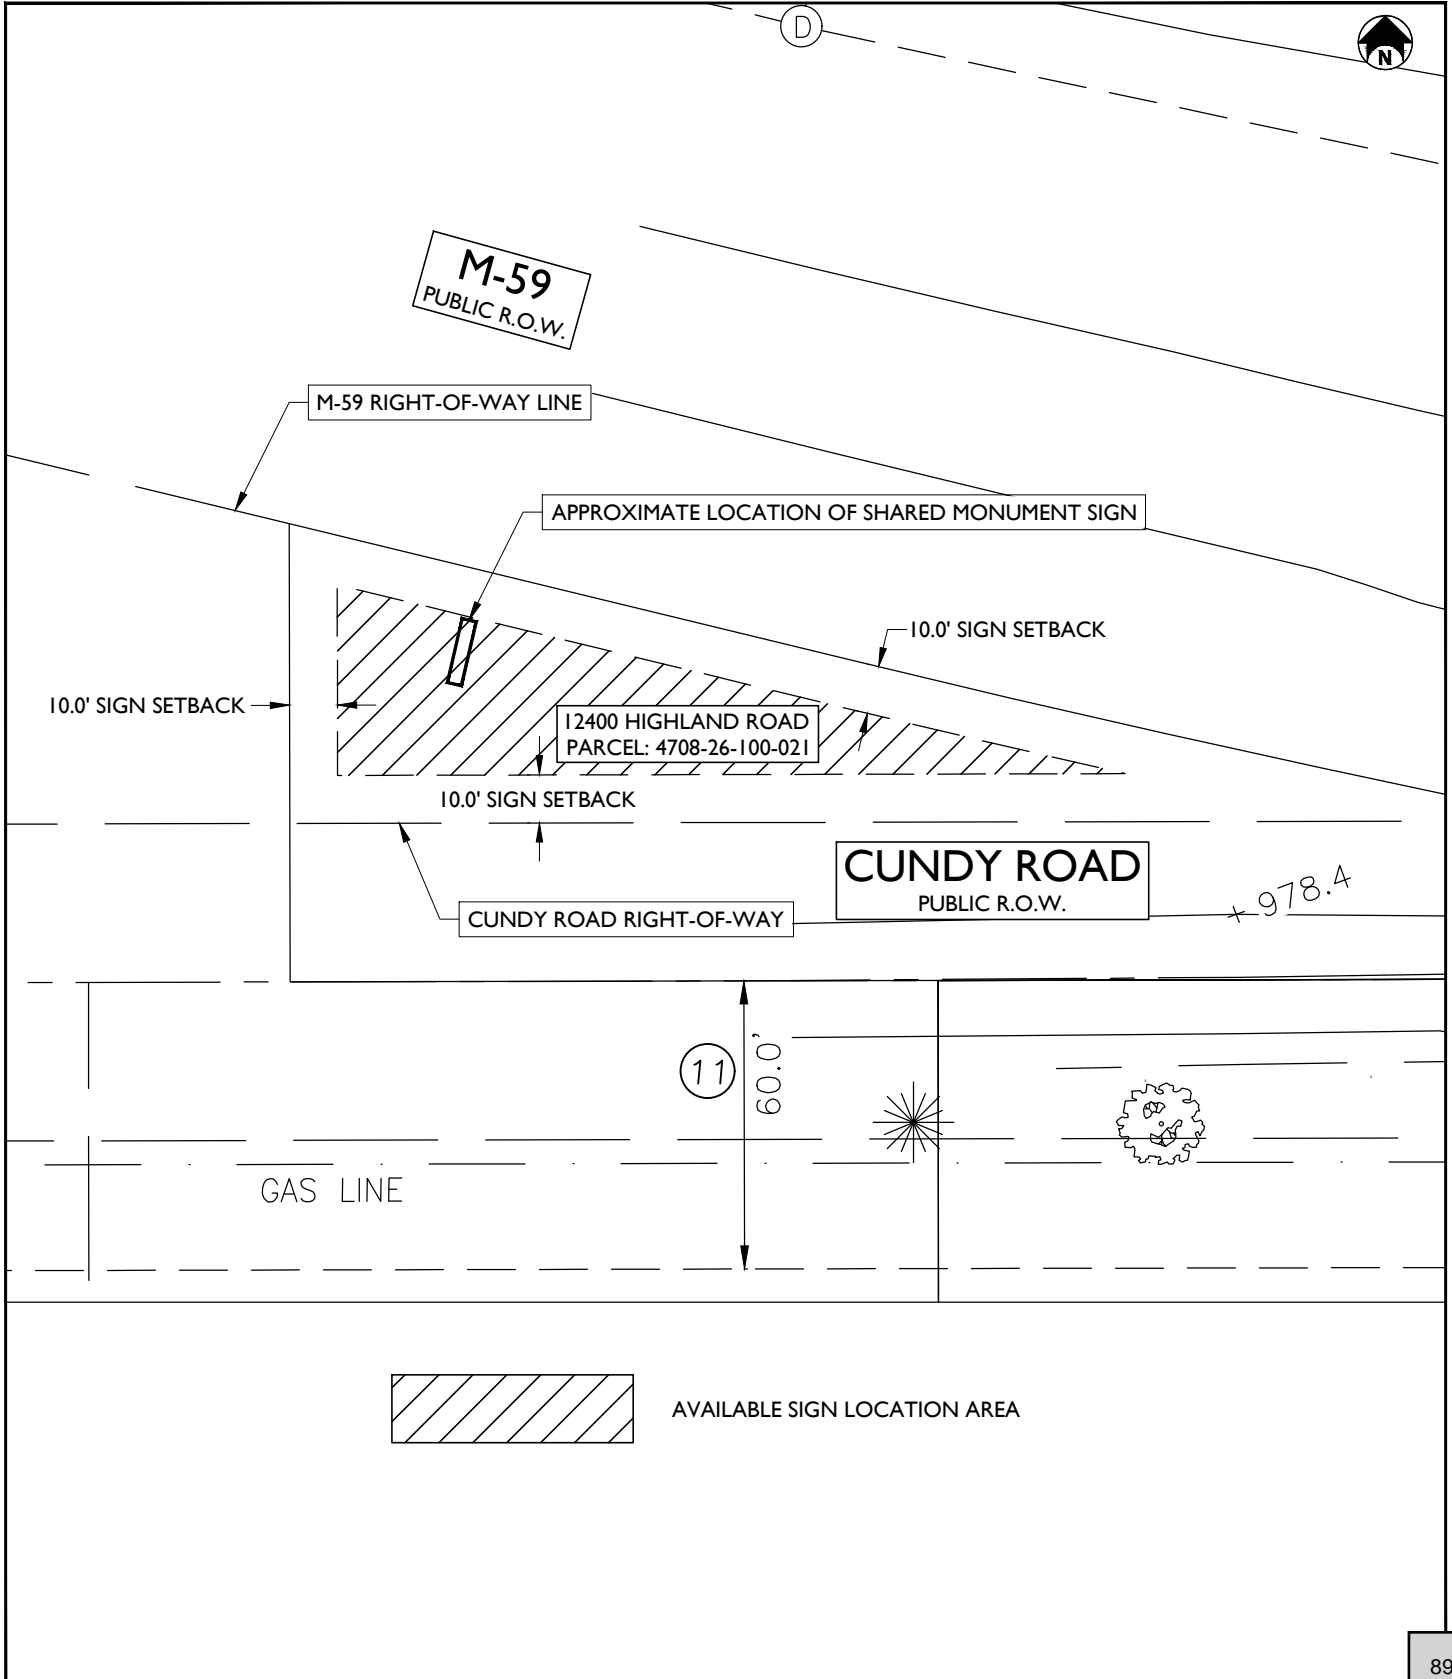 D
N
M-59
PUBLIC R.O.W.
M-59 RIGHT-OF-WAY LINE
APPROXIMATE LOCATION OF SHARED MONUMENT SIGN
10.0' SIGN SETBACK
10.0' SIGN SETBACK
12400 HIGHLAND ROAD
PARCEL: 4708-26-100-021
10.0' SIGN SETBACK
CUNDY ROAD
PUBLIC R.O.W.
+ 978.4
CUNDY ROAD RIGHT-OF-WAY
11
60.0'
GAS LINE
AVAILABLE SIGN LOCATION AREA
89